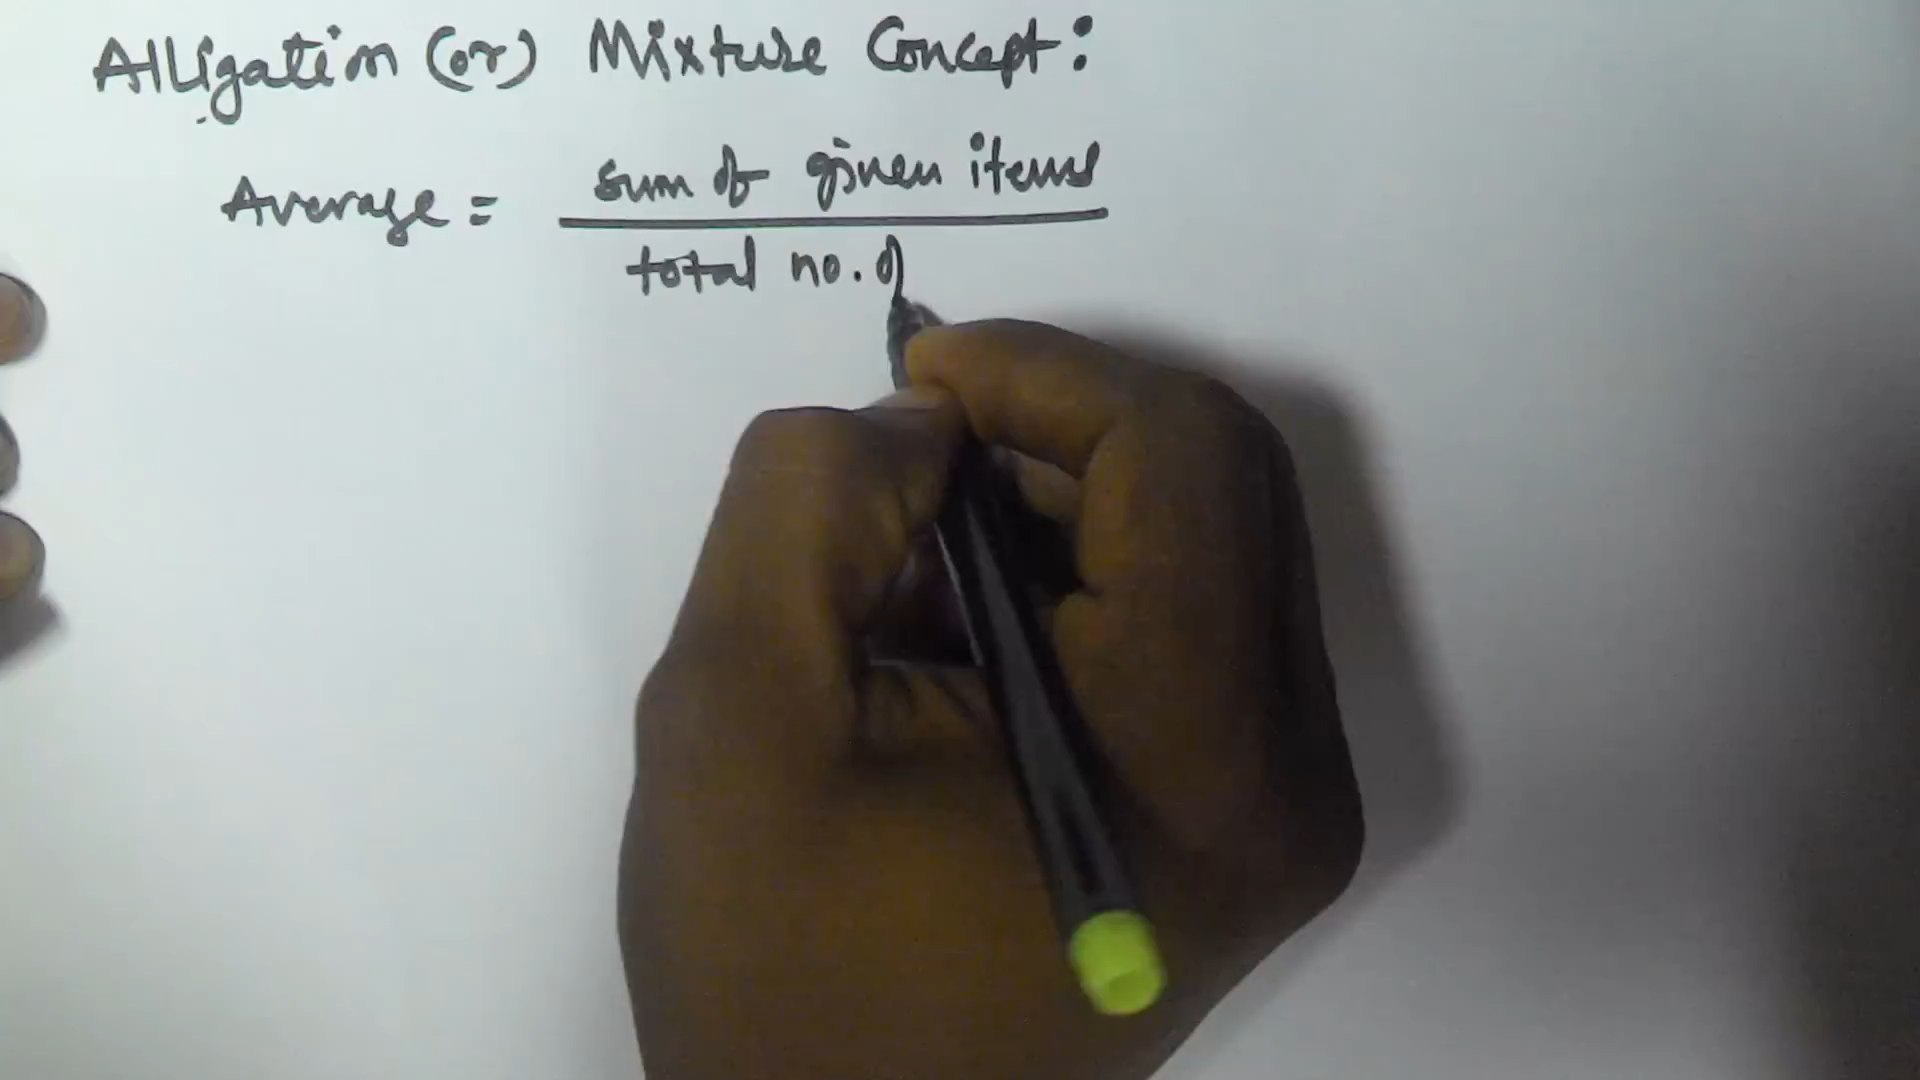 Alligation (or) Mixture Concept:
Average = sum of given items
total no. of